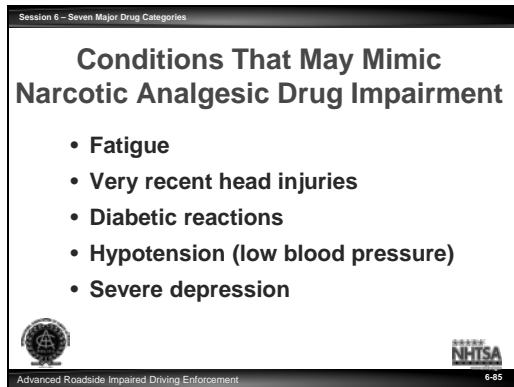 Session 6 – Seven Major Drug Categories
Conditions That May Mimic
Narcotic Analgesic Drug Impairment
• Fatigue
• Very recent head injuries
• Diabetic reactions
• Hypotension (low blood pressure)
• Severe depression
NHTSA
Advanced Roadside Impaired Driving Enforcement
6-85